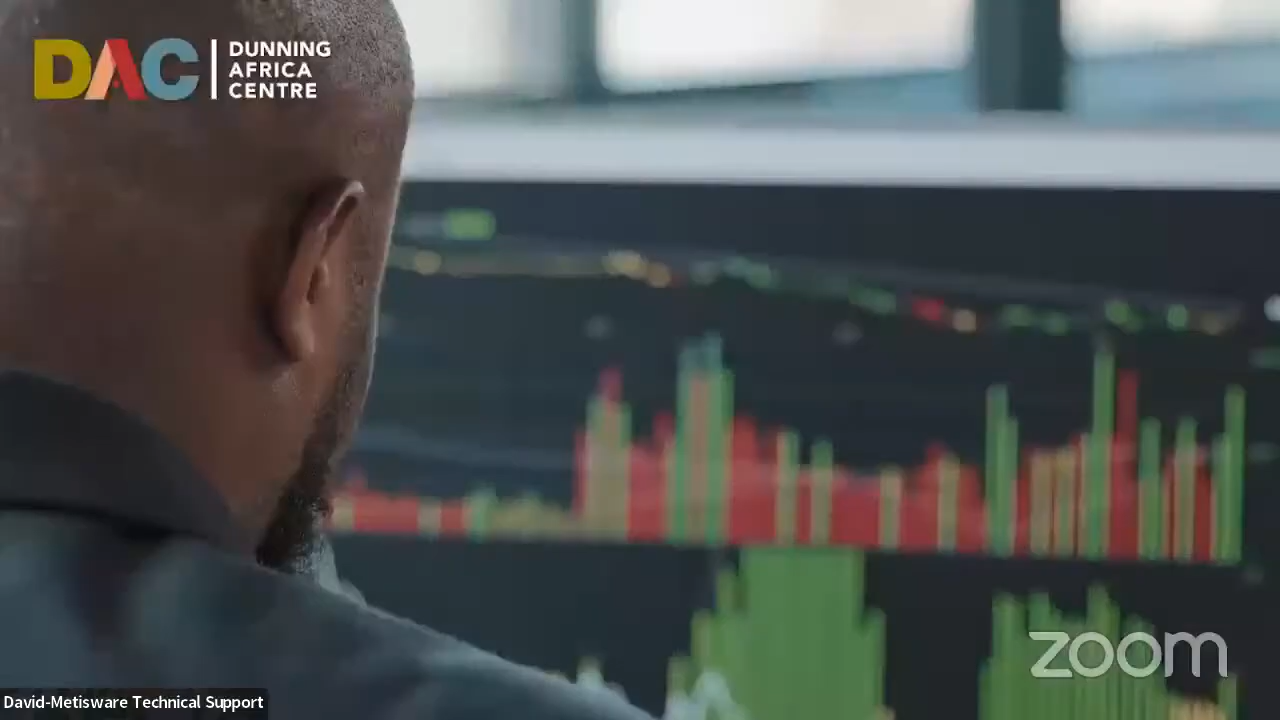 DAC
DUNNING
AFRICA
CENTRE
zoom
David-Metisware Technical Support